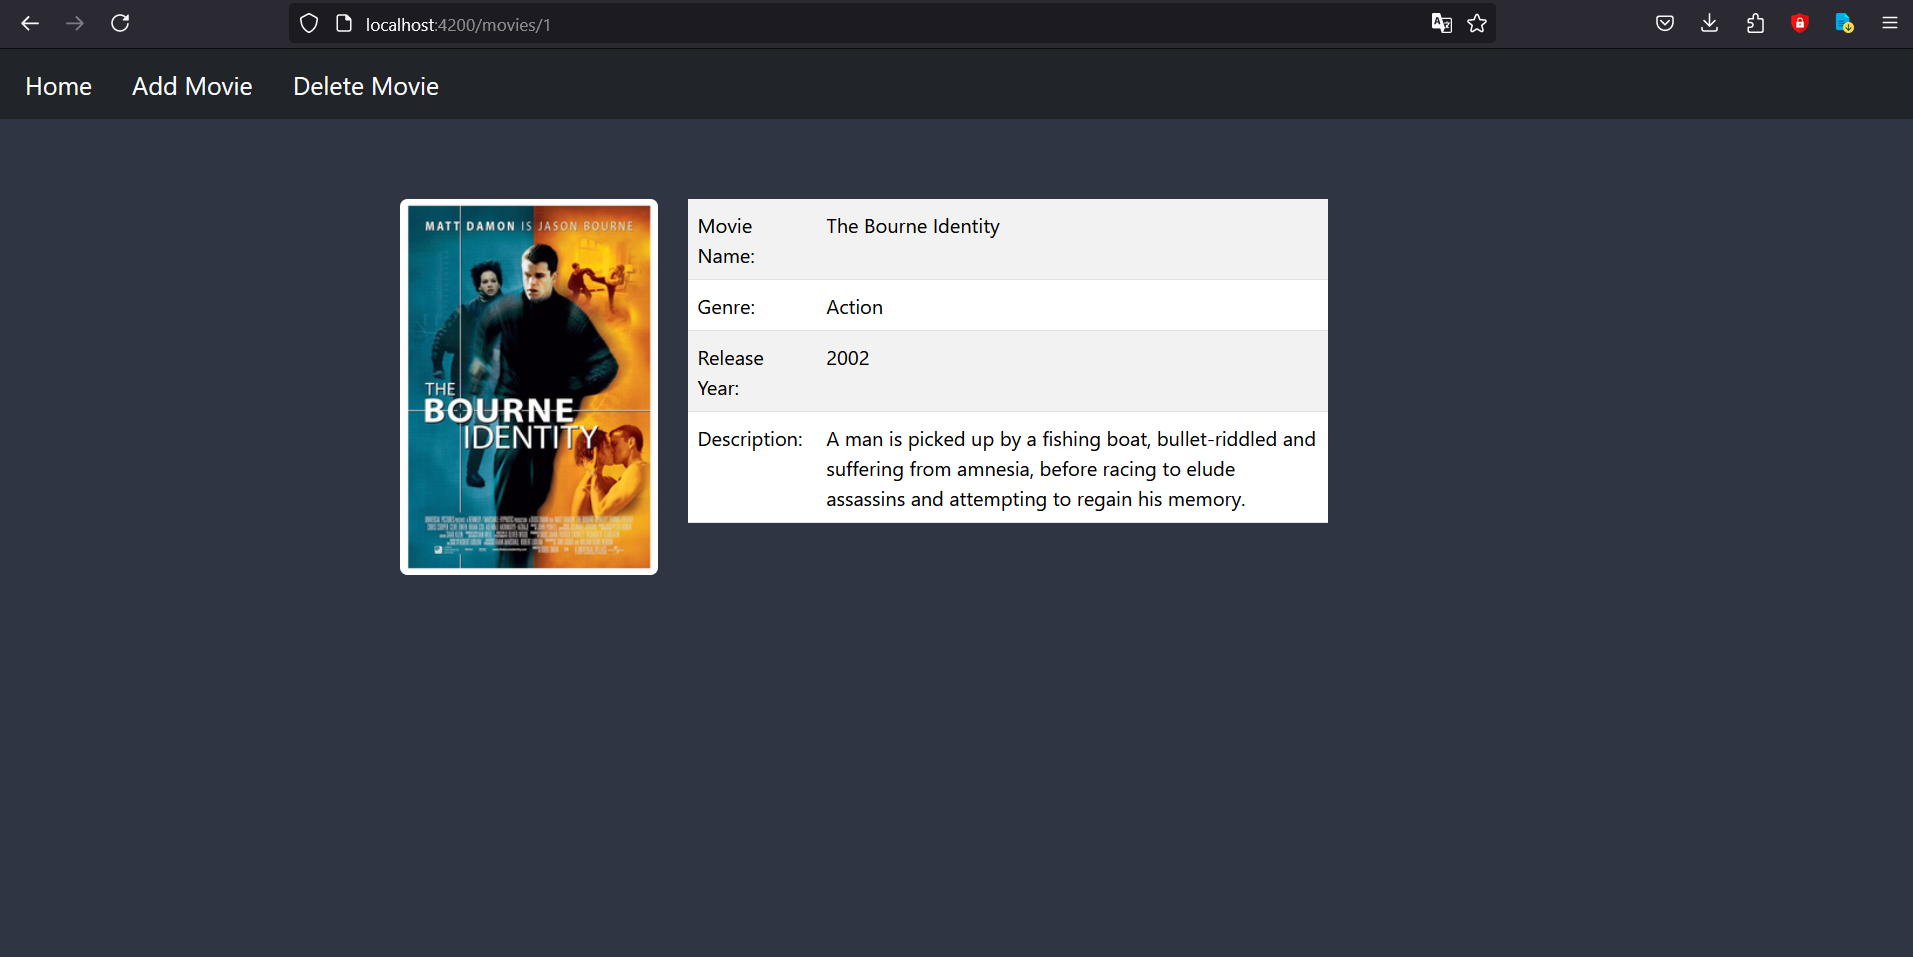 localhost:4200/movies/1
Home Add Movie Delete Movie
MATT DAMON IS JASON BOURNE
THE
BOURNE
IDENTITY
Movie Name: The Bourne Identity
Genre: Action
Release Year: 2002
Description: A man is picked up by a fishing boat, bullet-riddled and
suffering from amnesia, before racing to elude
assassins and attempting to regain his memory.